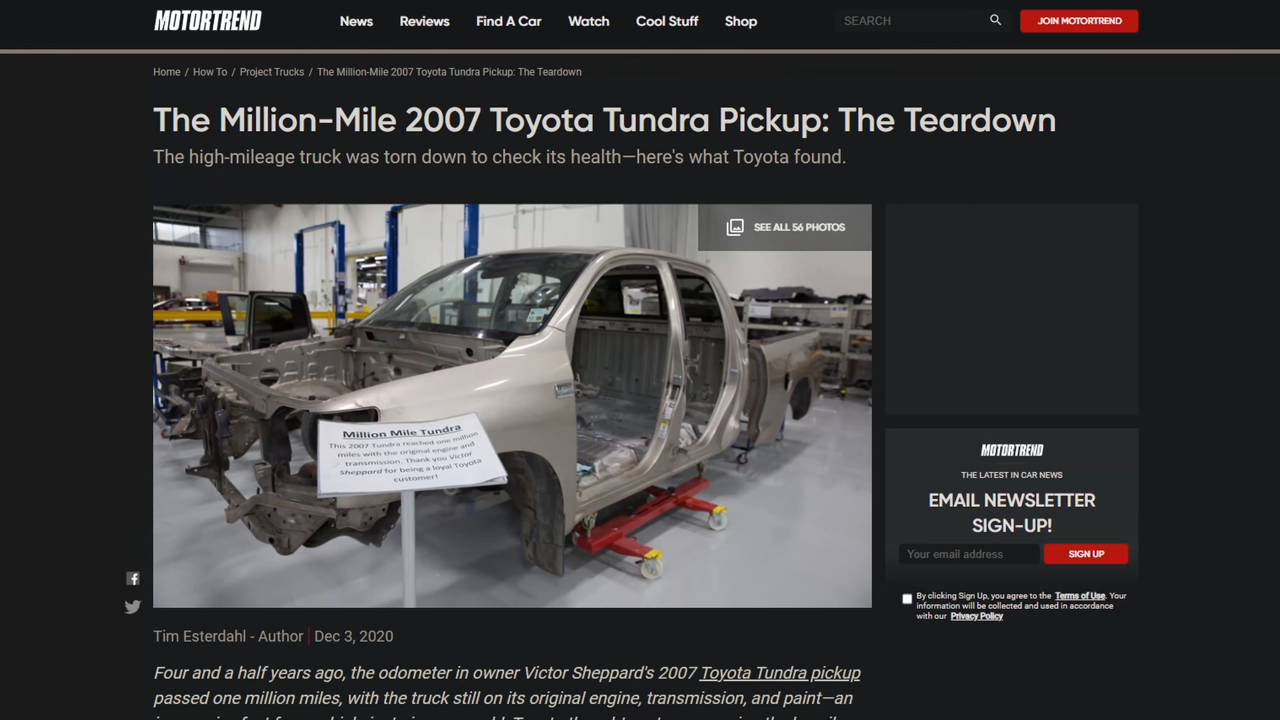 MOTORTREND
News
Reviews
Find A Car
Watch
Cool Stuff
Shop
SEARCH
JOIN MOTORTREND
Home / How To / Project Trucks / The Million-Mile 2007 Toyota Tundra Pickup: The Teardown
The Million-Mile 2007 Toyota Tundra Pickup: The Teardown
The high-mileage truck was torn down to check its health—here's what Toyota found.
SEE ALL 56 PHOTOS
Million Mile Tundra
This 2007 Tundra reached one million
miles with the original engine and
transmission. Thank you Victor
Sheppard for being a loyal Toyota
customer!
MOTORTREND
THE LATEST IN CAR NEWS
EMAIL NEWSLETTER
SIGN-UP!
Your email address
SIGN UP
By clicking Sign Up, you agree to the Terms of Use. Your
information will be collected and used in accordance
with our Privacy Policy
Tim Esterdahl - Author | Dec 3, 2020
Four and a half years ago, the odometer in owner Victor Sheppard's 2007 Toyota Tundra pickup
passed one million miles, with the truck still on its original engine, transmission, and paint—an